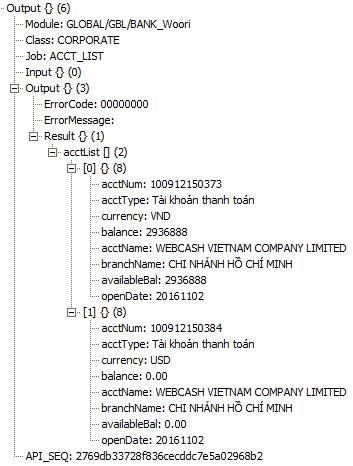 Output {} (6)
Module: GLOBAL/GBL/BANK_Woori
Class: CORPORATE
Job: ACCT_LIST
Input {} (0)
Output {} (3)
ErrorCode: 00000000
ErrorMessage:
Result {} (1)
acctList [] (2)
[0] {} (8)
acctNum: 100912150373
acctType: Tài khoản thanh toán
currency: VND
balance: 2936888
acctName: WEBCASH VIETNAM COMPANY LIMITED
branchName: CHI NHÁNH HỒ CHÍ MINH
availableBal: 2936888
openDate: 20161102
[1] {} (8)
acctNum: 100912150384
acctType: Tài khoản thanh toán
currency: USD
balance: 0.00
acctName: WEBCASH VIETNAM COMPANY LIMITED
branchName: CHI NHÁNH HỒ CHÍ MINH
availableBal: 0.00
openDate: 20161102
API_SEQ: 2769db33728f836cecddc7e5a02968b2